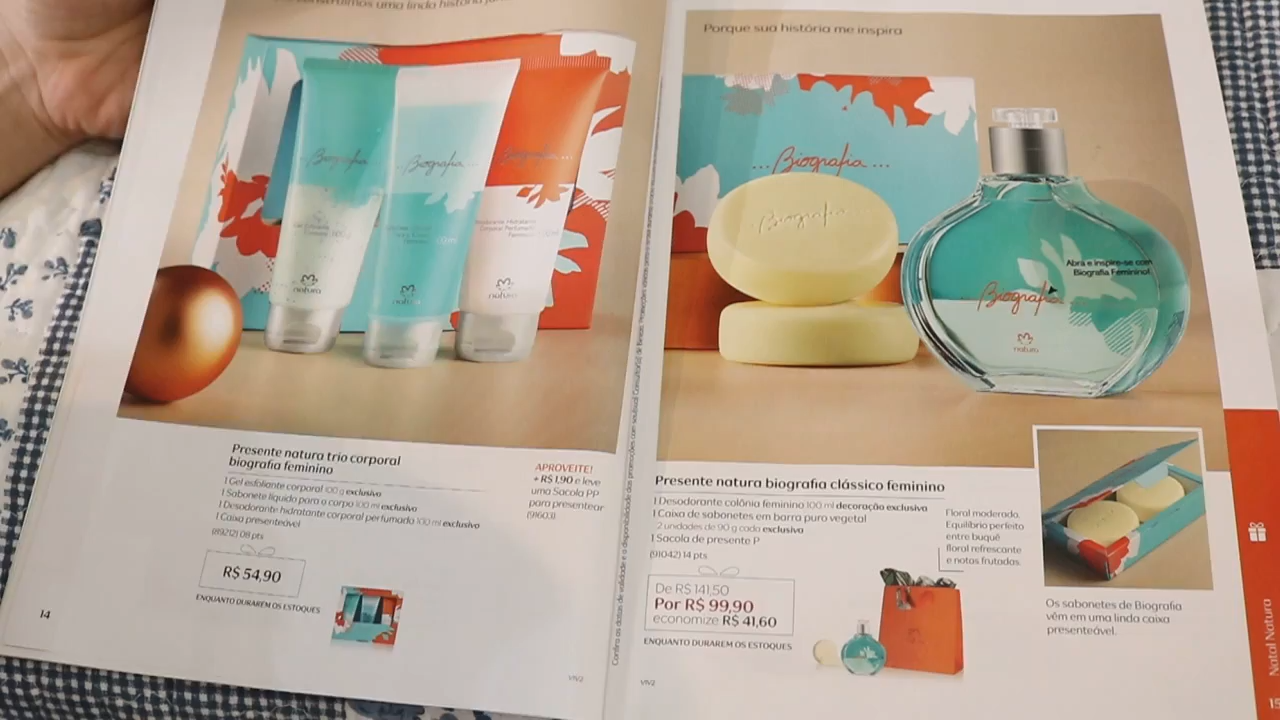 uma linda história
Biografia...
Biografia...
Biografia...
natura
natura
natura
Presente natura trio corporal
biografia feminino
1 Gel esfoliante corporal 100 g exclusivo
1 Sabonete líquido para o corpo 100 ml exclusivo
1 Desodorante hidratante corporal perfumado 100 ml exclusivo
1 Caixa presenteável
(89212) 08 pts
R$ 54,90
ENQUANTO DURAREM OS ESTOQUES
APROVEITE!
+ R$ 1,90 e leve
uma Sacola PP
para presentear
(91603)
14
VIV2
Porque sua história me inspira
...Biografia...
Biografia
Abra e inspire-se com
Biografia Feminino!
Biografia
natura
Presente natura biografia clássico feminino
1 Desodorante colônia feminino 100 ml decoração exclusiva
1 Caixa de sabonetes em barra puro vegetal
2 unidades de 90 g cada exclusivo
1 Sacola de presente P
(91042) 14 pts
De R$ 141,50
Por R$ 99,90
economize R$ 41,60
ENQUANTO DURAREM OS ESTOQUES
Floral moderado.
Equilíbrio perfeito
entre buquê
floral refrescante
e notas frutadas.
Os sabonetes de Biografia
vêm em uma linda caixa
presenteável.
VIV2
Natal Natura